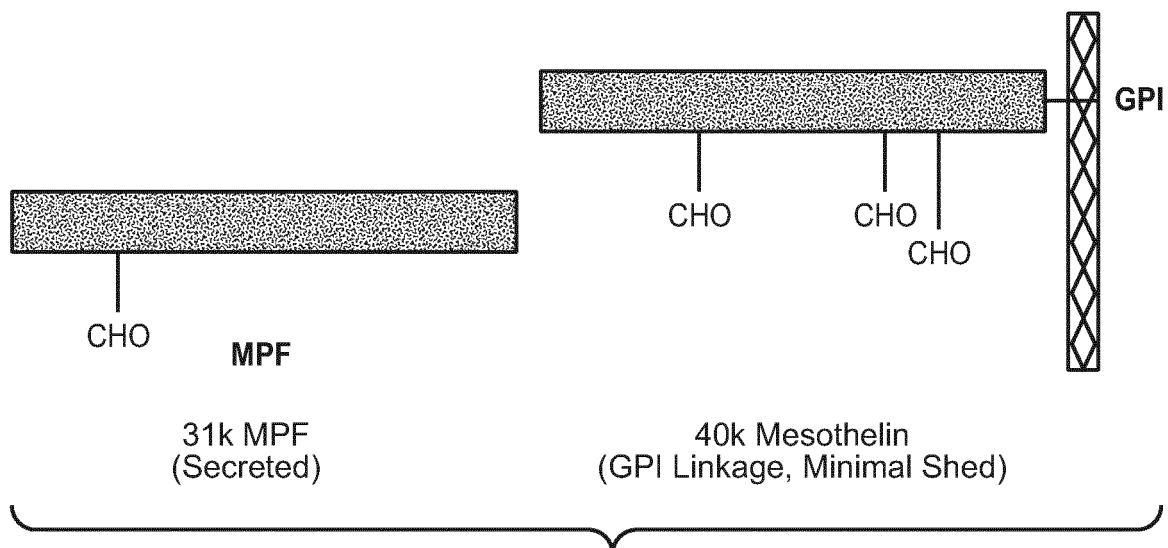 GPI
CHO
CHO
CHO
CHO
MPF
31k MPF
(Secreted)
40k Mesothelin
(GPI Linkage, Minimal Shed)